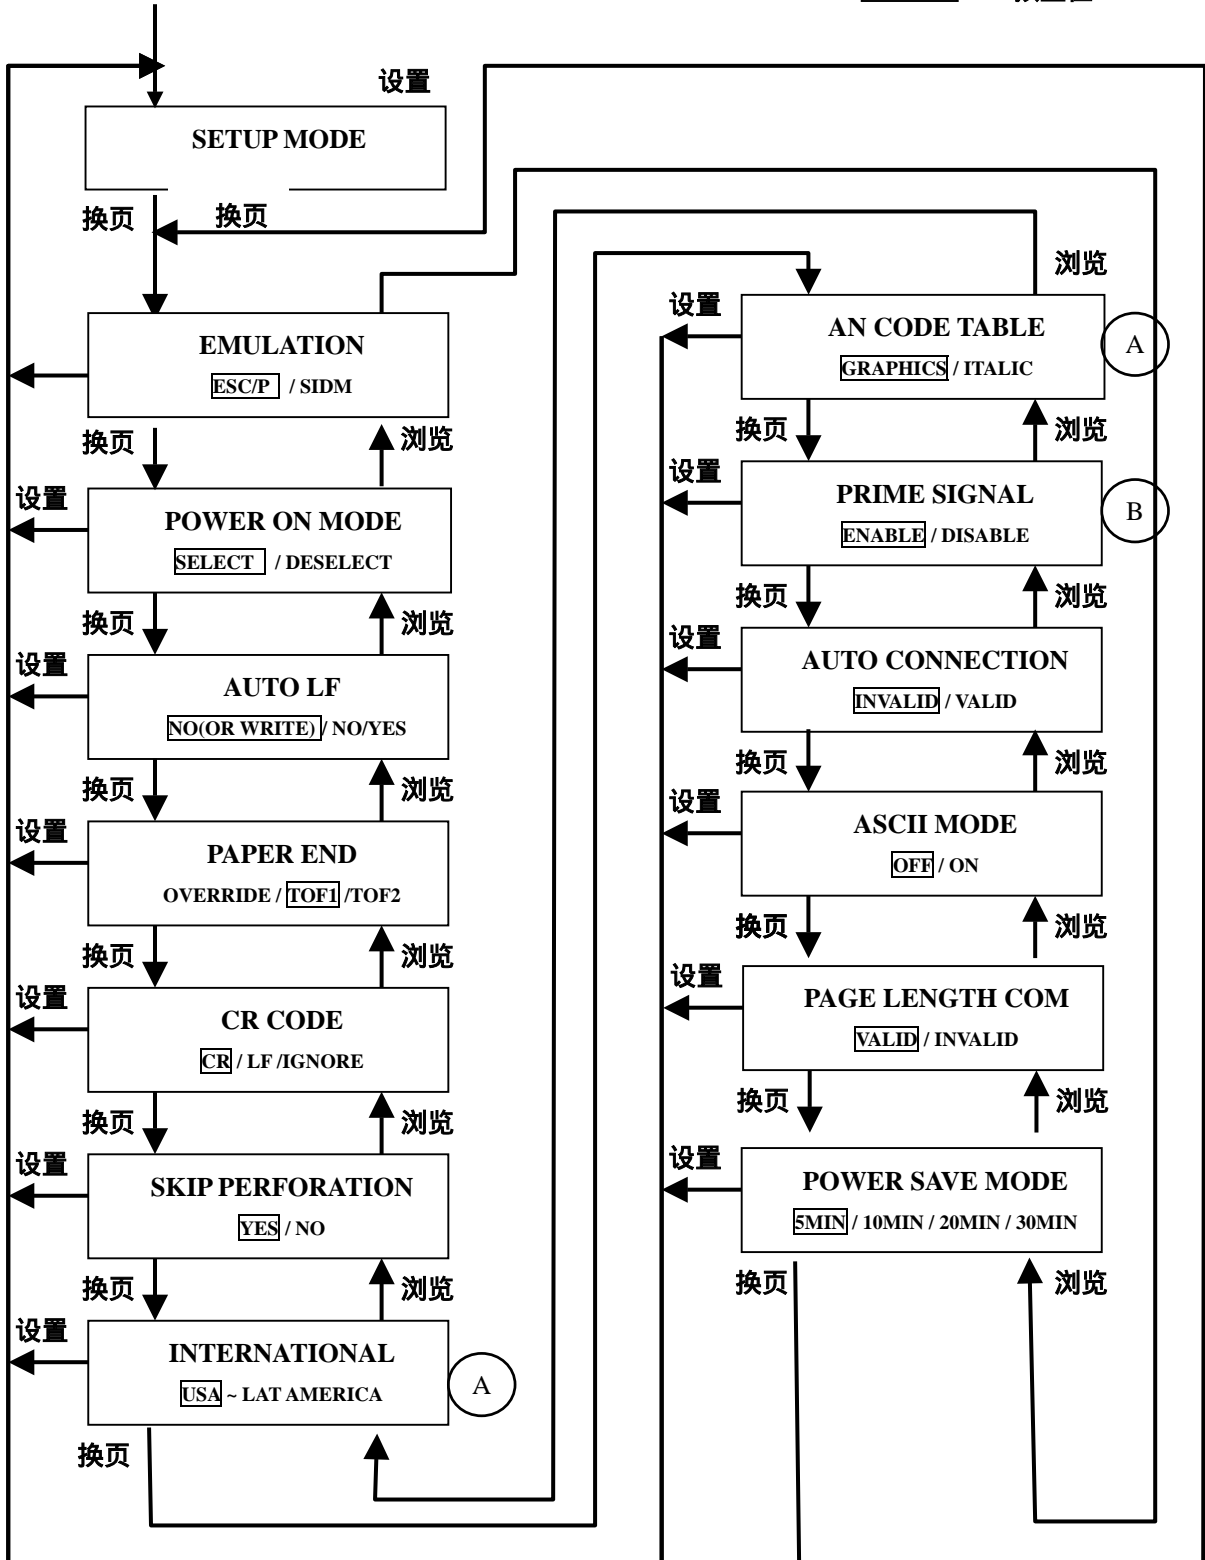 设置
SETUP MODE
换页
换页
EMULATION
ESC/P / SIDM
换页
浏览
设置
POWER ON MODE
SELECT / DESELECT
换页
浏览
设置
AUTO LF
NO(OR WRITE) / NO/YES
换页
浏览
设置
PAPER END
OVERRIDE / TOF1 /TOF2
换页
浏览
设置
CR CODE
CR / LF /IGNORE
换页
浏览
设置
SKIP PERFORATION
YES / NO
换页
浏览
设置
INTERNATIONAL
USA ~ LAT AMERICA
A
换页
浏览
设置
AN CODE TABLE
GRAPHICS / ITALIC
A
换页
浏览
设置
PRIME SIGNAL
ENABLE / DISABLE
B
换页
浏览
设置
AUTO CONNECTION
INVALID / VALID
换页
浏览
设置
ASCII MODE
OFF / ON
换页
浏览
设置
PAGE LENGTH COM
VALID / INVALID
换页
浏览
设置
POWER SAVE MODE
5MIN / 10MIN / 20MIN / 30MIN
换页
浏览